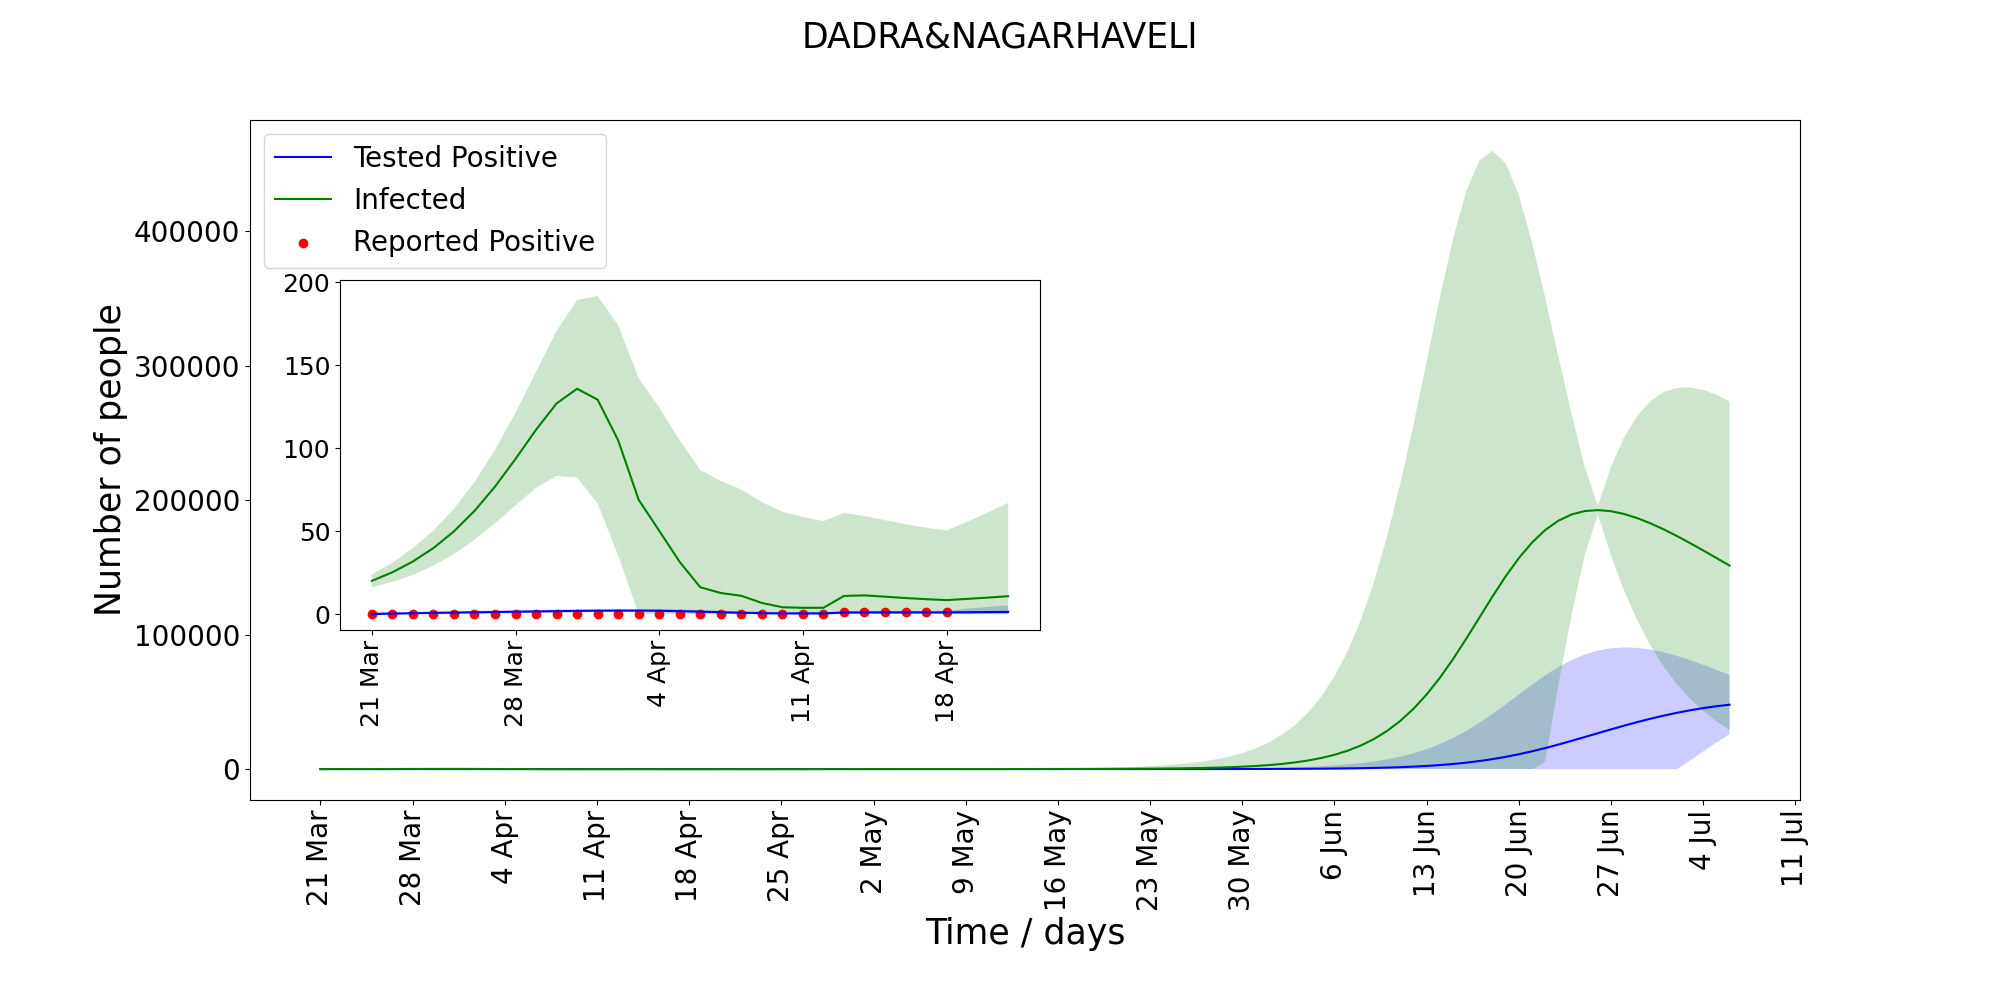 DADRA&NAGARHAVELI
Tested Positive
Infected
Reported Positive
Number of people
400000
300000
200000
100000
0
200
150
100
50
0
21 Mar
28 Mar
4 Apr
11 Apr
18 Apr
21 Mar
28 Mar
4 Apr
11 Apr
18 Apr
25 Apr
2 May
9 May
16 May
23 May
30 May
6 Jun
13 Jun
20 Jun
27 Jun
4 Jul
11 Jul
Time / days